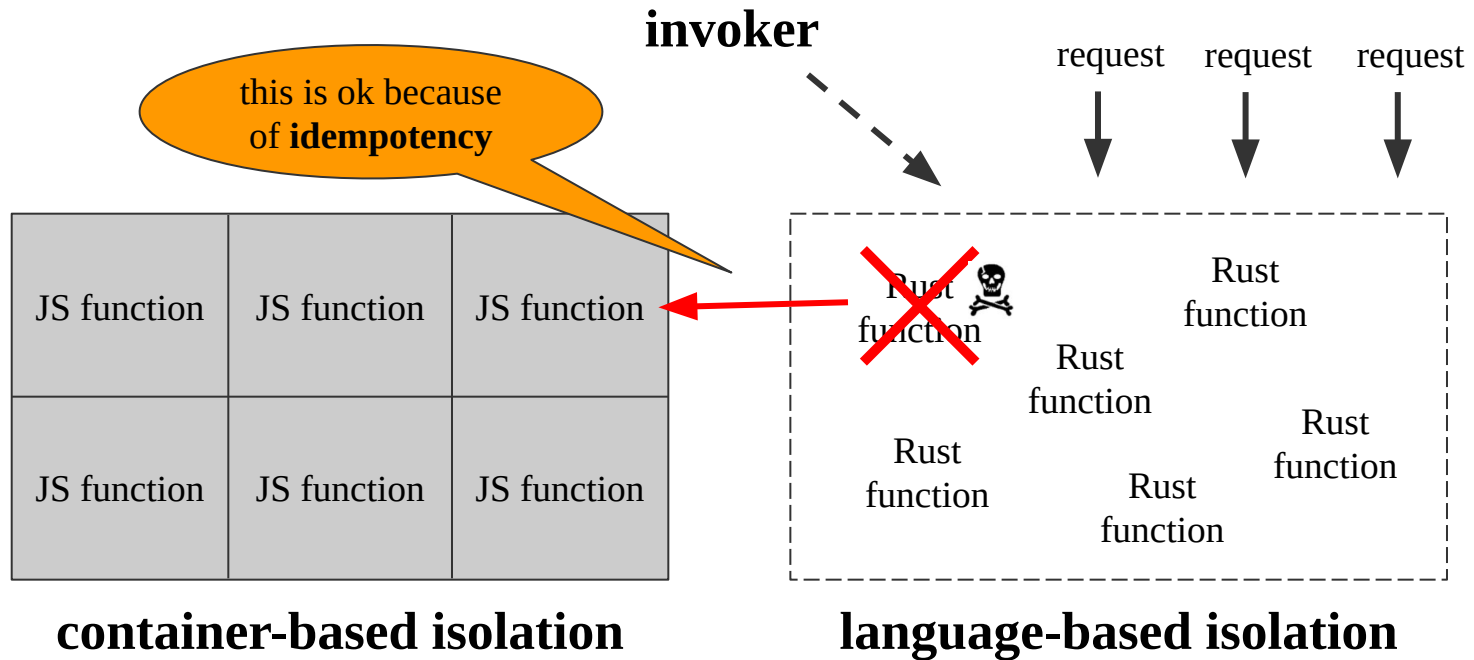 invoker
request request request
this is ok because
of idempotency
JS function JS function JS function
JS function JS function JS function
Rust
function
Rust
function
Rust
function
Rust
function
Rust
function
Rust
function
container-based isolation
language-based isolation